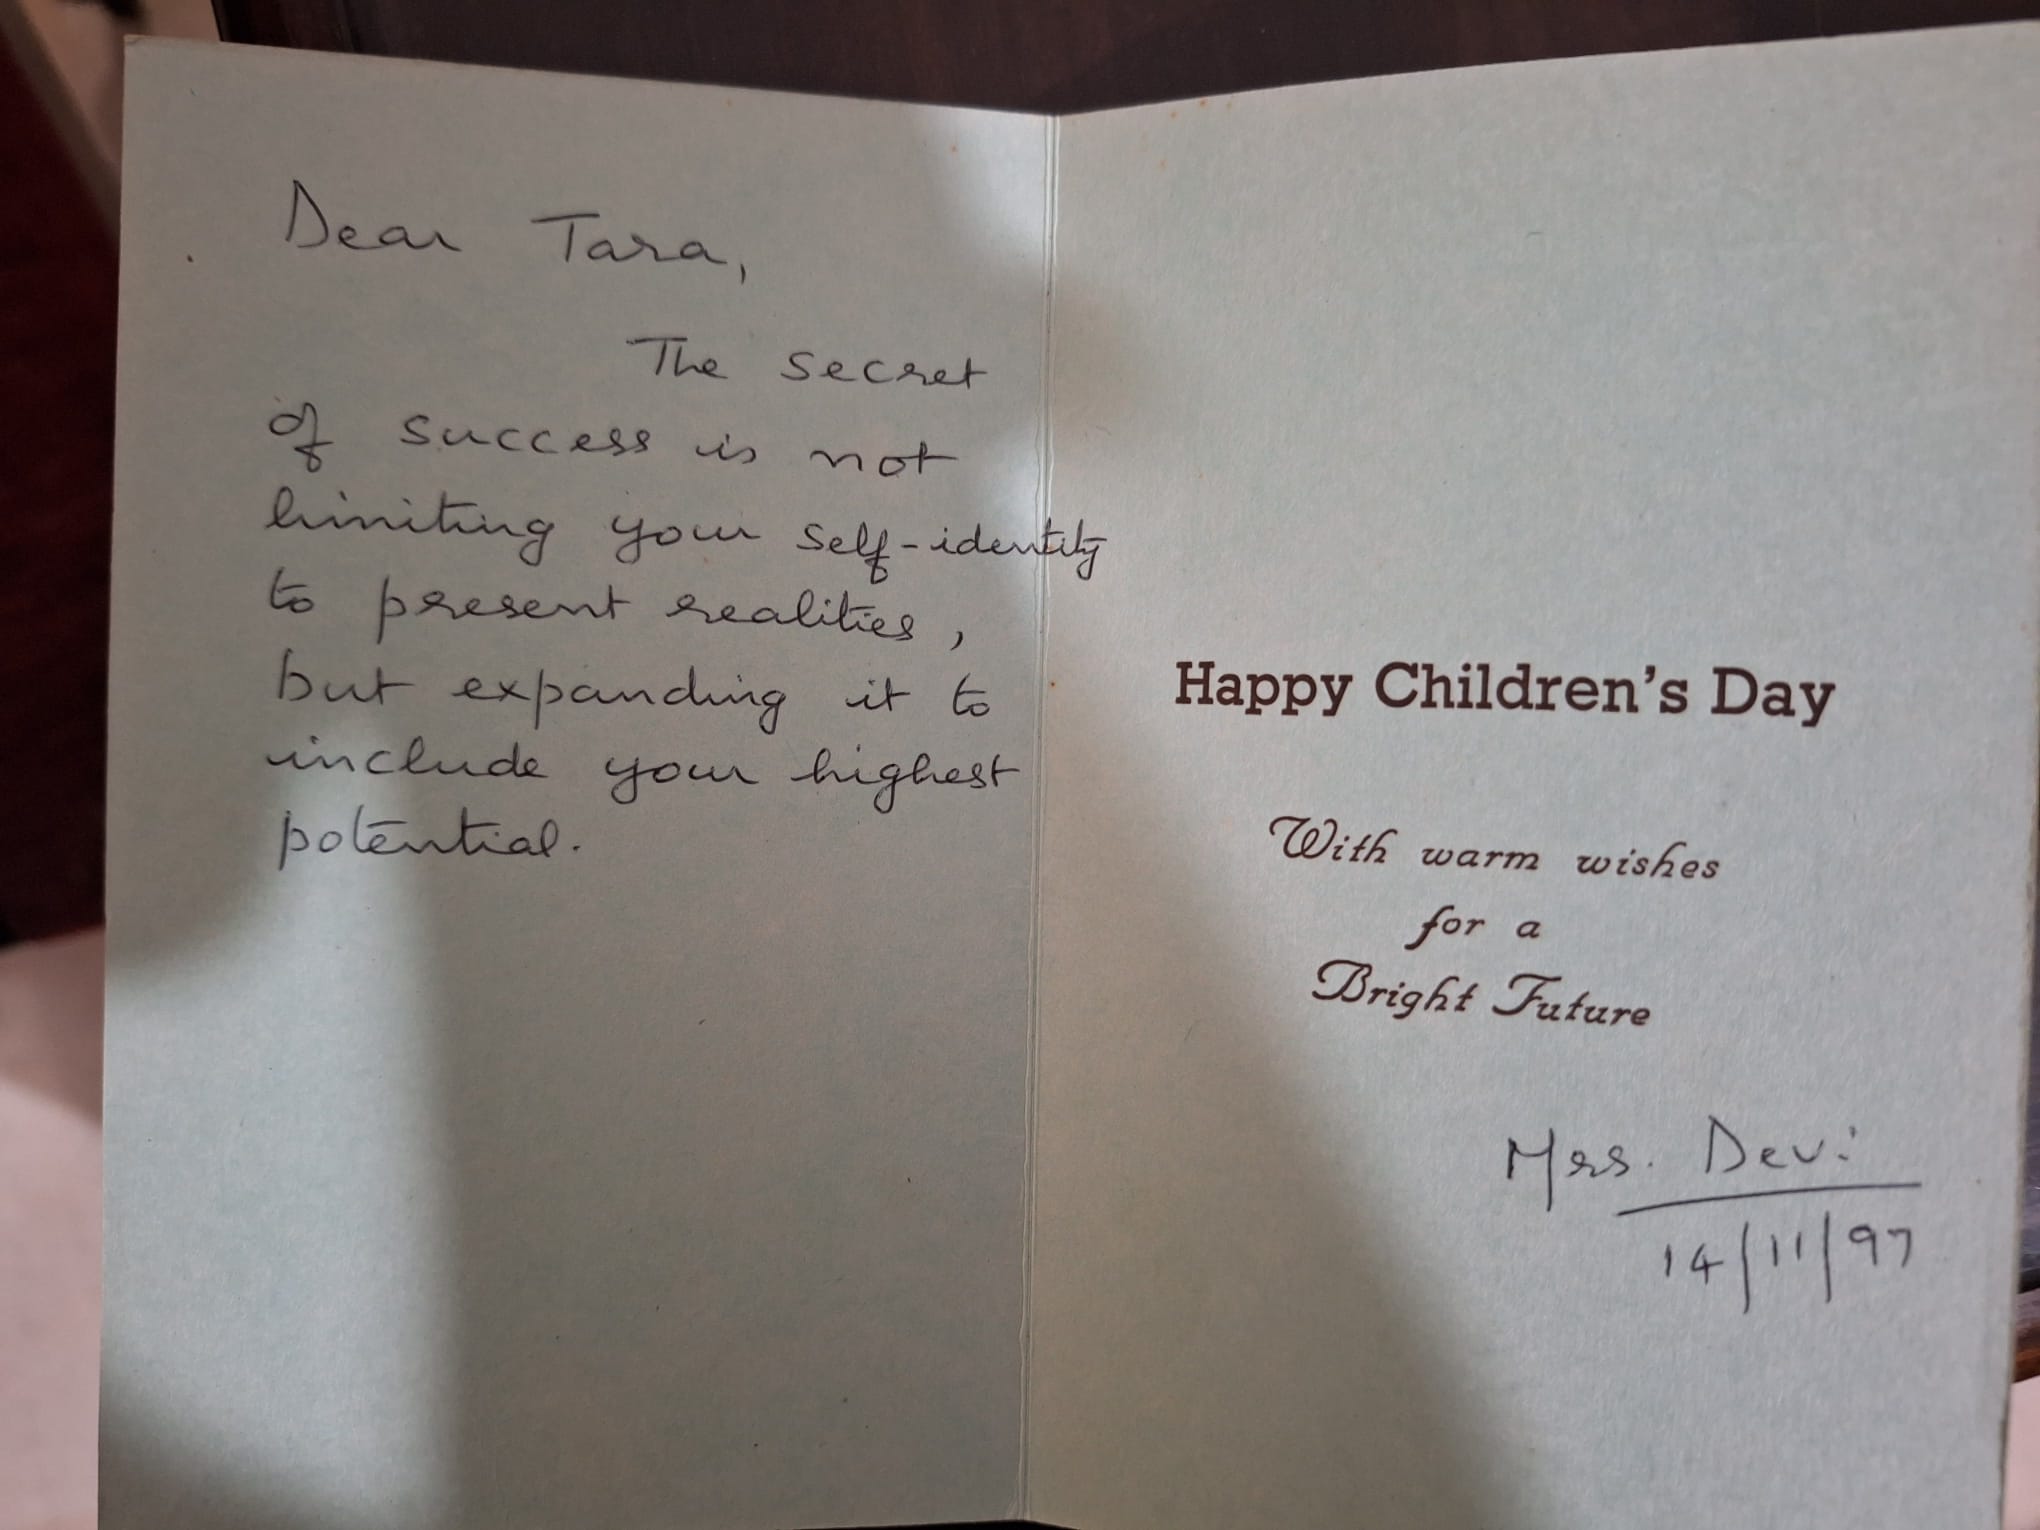 Dear Tara,
The secret
of success is not
limiting your self-identity
to present realities,
but expanding it to
include your highest
potential.
Happy Children's Day
With warm wishes
for a
Bright Future
Mrs. Devi
14/11/97